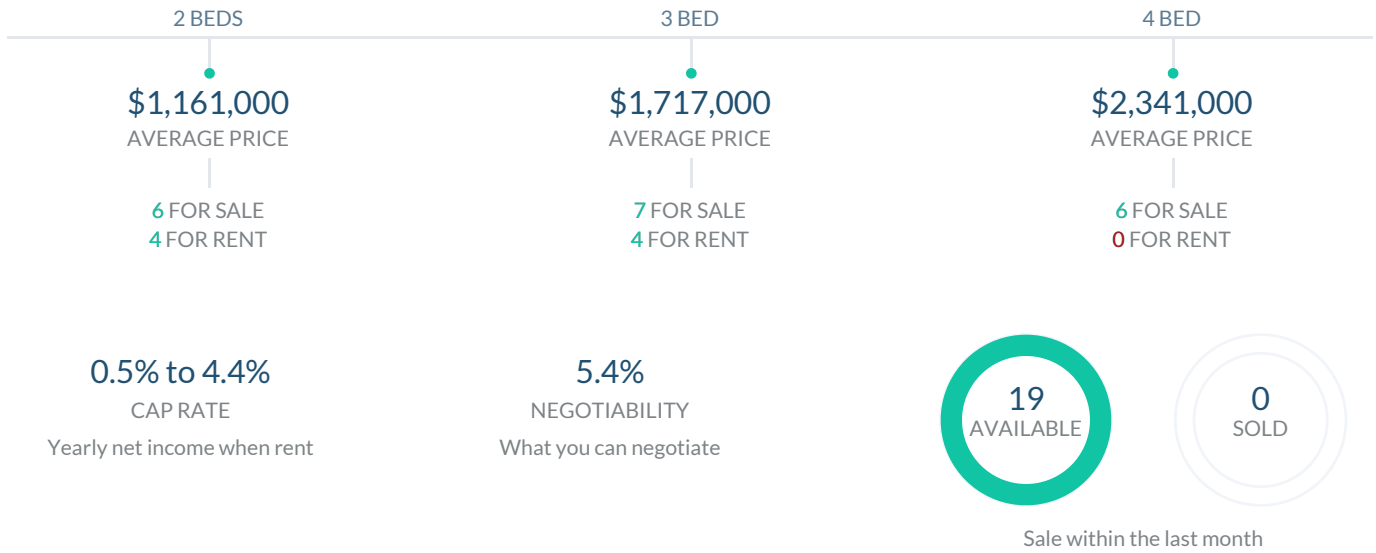 2 BEDS
3 BED
4 BED
$1,161,000
AVERAGE PRICE
6 FOR SALE
4 FOR RENT
$1,717,000
AVERAGE PRICE
7 FOR SALE
4 FOR RENT
$2,341,000
AVERAGE PRICE
6 FOR SALE
0 FOR RENT
0.5% to 4.4%
CAP RATE
Yearly net income when rent
5.4%
NEGOTIABILITY
What you can negotiate
19
AVAILABLE
0
SOLD
Sale within the last month